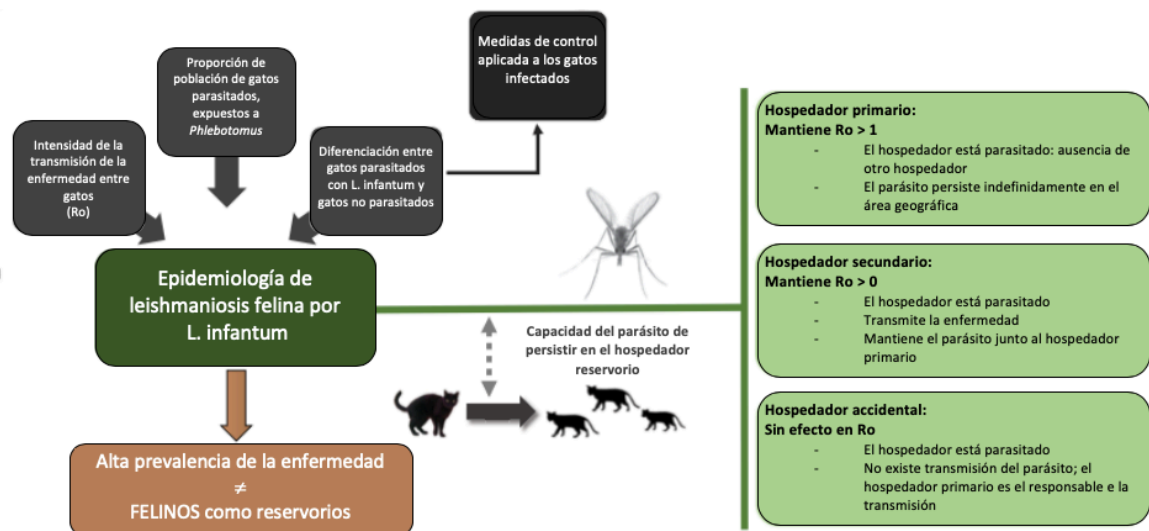 Proporción de
población de gatos
parasitados,
expuestos a
Phlebotomus
Medidas de control
aplicada a los gatos
infectados
Intensidad de la
transmisión de la
enfermedad entre
gatos
(Ro)
Diferenciación entre
gatos parasitados
con L. infantum y
gatos no parasitados
Epidemiología de
leishmaniosis felina por
L. infantum
Capacidad del parásito de
persistir en el hospedador
reservorio
Alta prevalencia de la enfermedad
≠
FELINOS como reservorios
Hospedador primario:
Mantiene Ro > 1
- El hospedador está parasitado: ausencia de
otro hospedador
- El parásito persiste indefinidamente en el
área geográfica
Hospedador secundario:
Mantiene Ro > 0
- El hospedador está parasitado
- Transmite la enfermedad
- Mantiene el parásito junto al hospedador
primario
Hospedador accidental:
Sin efecto en Ro
- El hospedador está parasitado
- No existe transmisión del parásito; el
hospedador primario es el responsable e la
transmisión